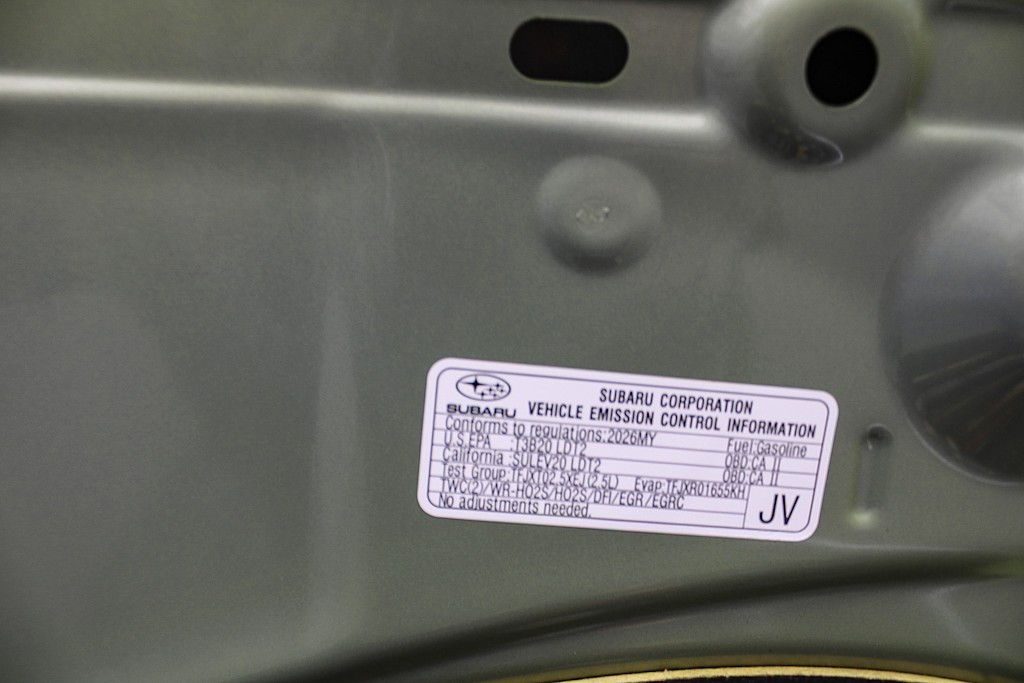 SUBARU
SUBARU CORPORATION
VEHICLE EMISSION CONTROL INFORMATION
Conforms to regulations:2026MY Fuel:Gasoline
U.S.EPA :T3B20 LDT2 OBD:CA II
California :SULEV20 LDT2 OBD:CA II
Test Group:TFJXT02.5XEJ(2.5L) Evap:TFJXR01655KH
TWC(2)/WR-HO2S/HO2S/DFI/EGR/EGRC
No adjustments needed.
JV